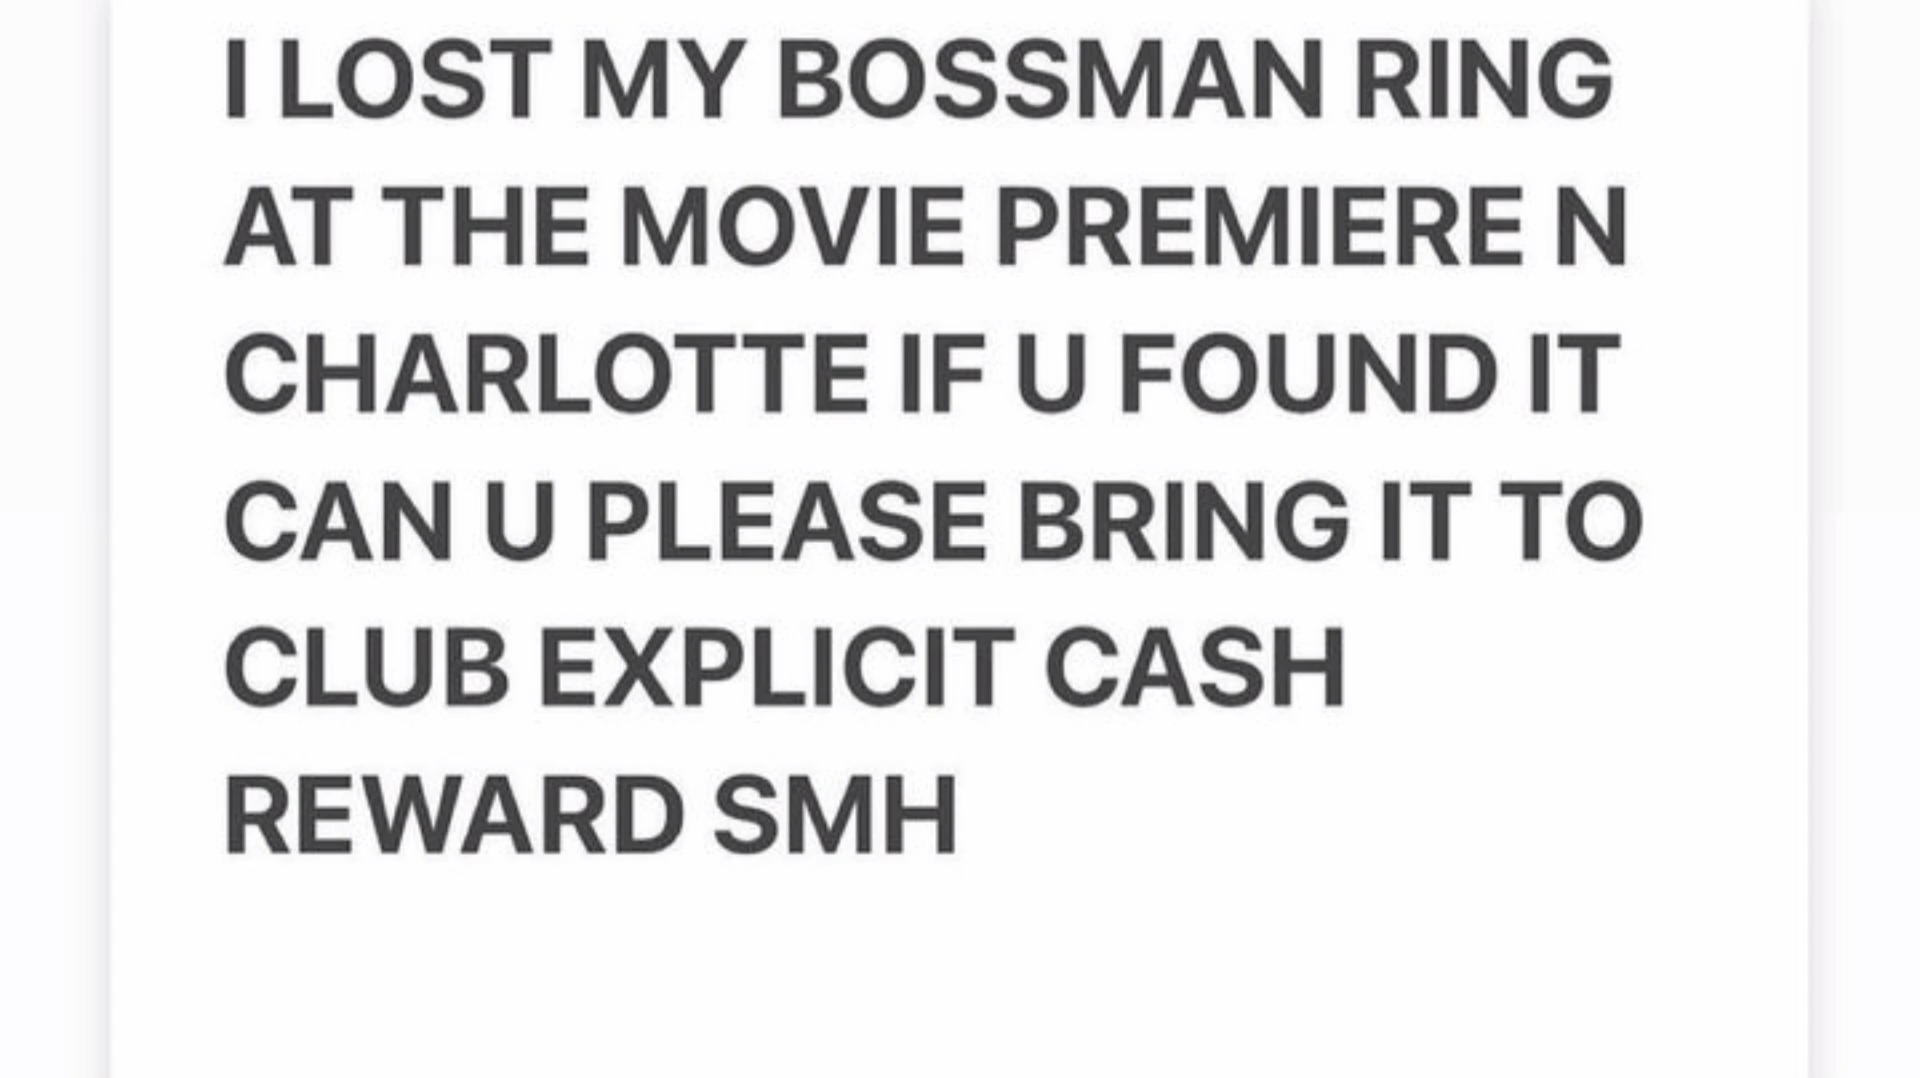 I LOST MY BOSSMAN RING
AT THE MOVIE PREMIERE N
CHARLOTTE IF U FOUND IT
CAN U PLEASE BRING IT TO
CLUB EXPLICIT CASH
REWARD SMH